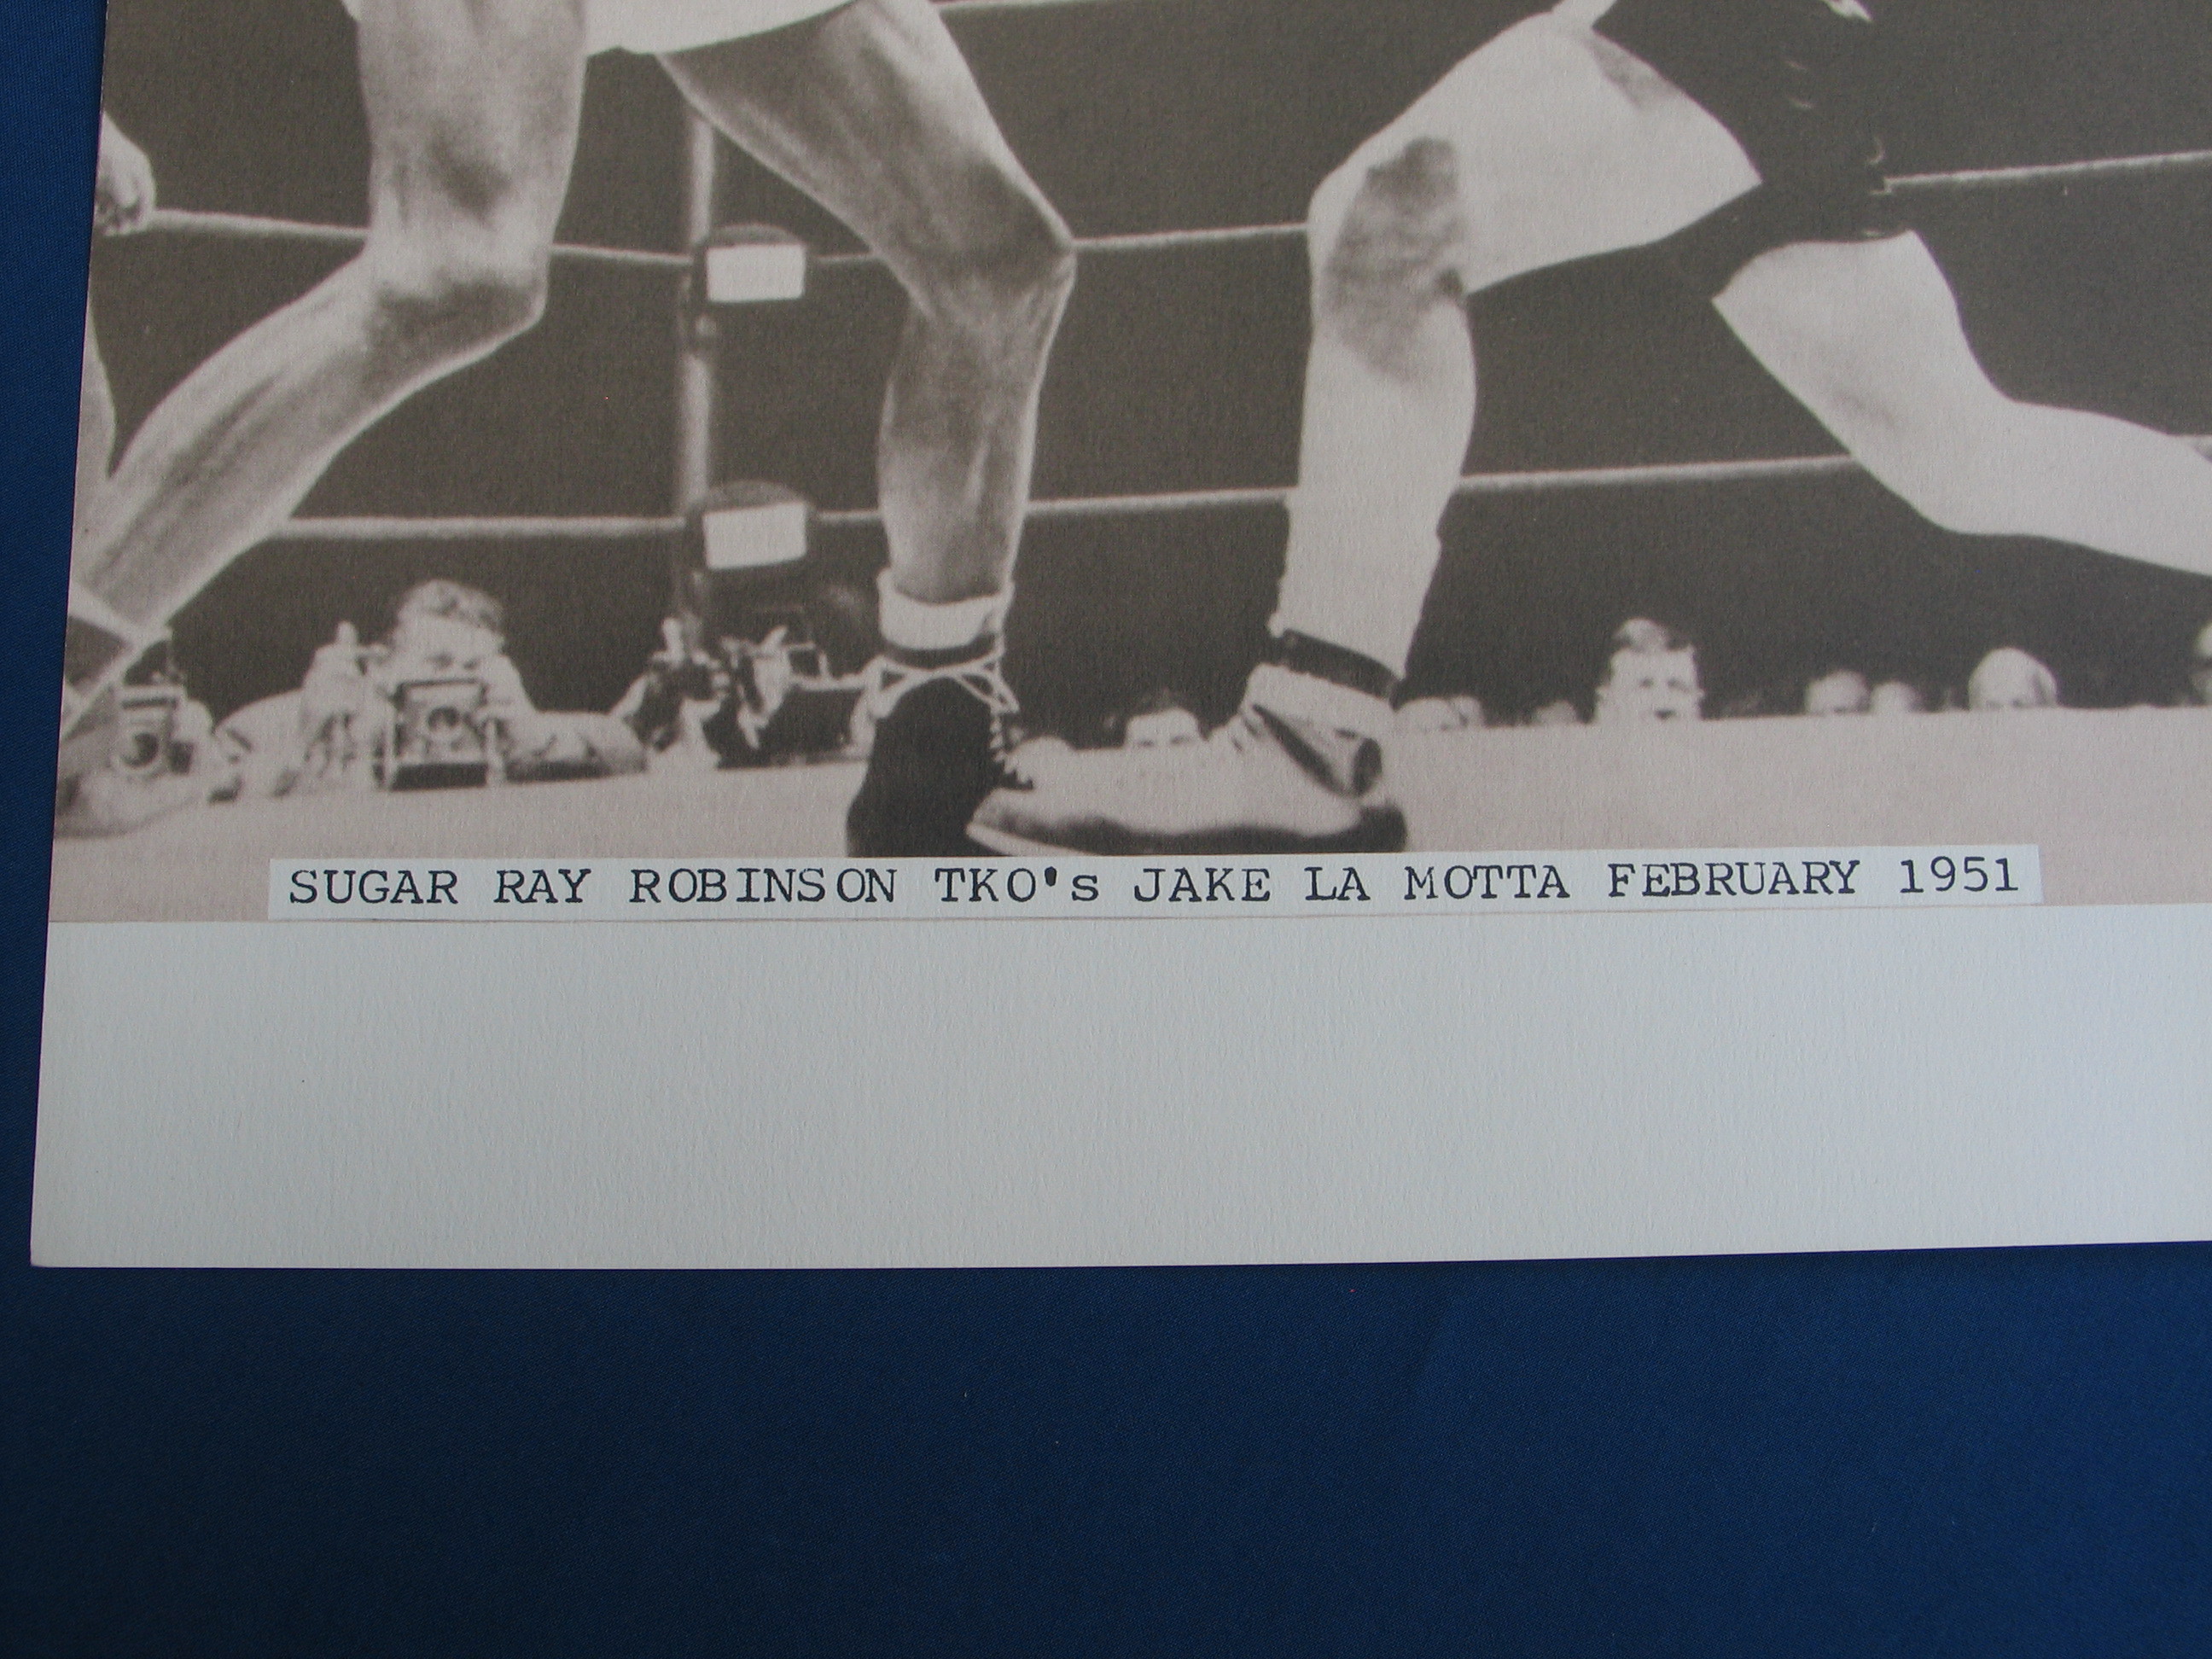 SUGAR RAY ROBINSON TKO's JAKE LA MOTTA FEBRUARY 1951